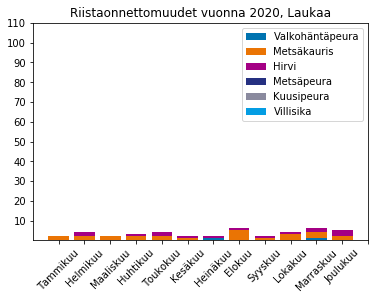 Riistaonnettomuudet vuonna 2020, Laukaa
110
100
90
80
70
60
50
40
30
20
10
Valkohäntäpeura
Metsäkauris
Hirvi
Metsäpeura
Kuusipeura
Villisika
Tammikuu
Helmikuu
Maaliskuu
Huhtikuu
Toukokuu
Kesäkuu
Heinäkuu
Elokuu
Syyskuu
Lokakuu
Marraskuu
Joulukuu